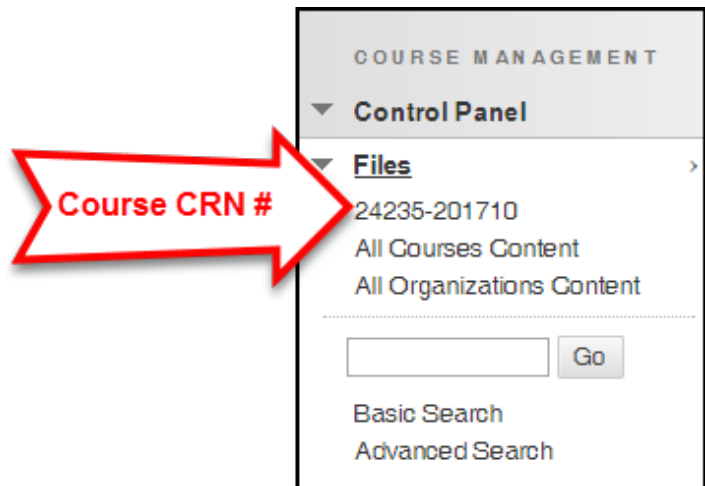 COURSE MANAGEMENT
Control Panel
Files
Course CRN #
24235-201710
All Courses Content
All Organizations Content
Go
Basic Search
Advanced Search